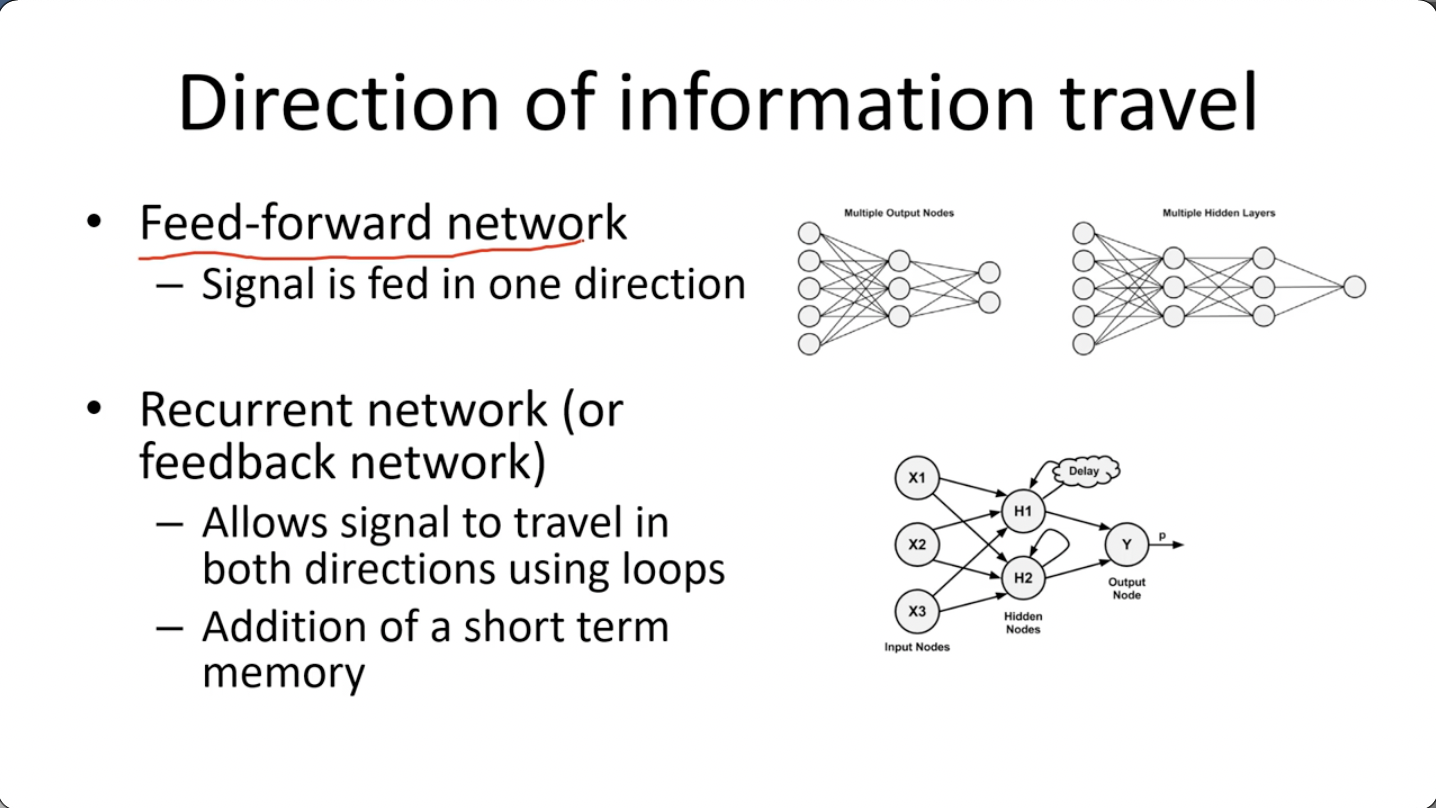 Direction of information travel
• Feed-forward network
– Signal is fed in one direction
Multiple Output Nodes
Multiple Hidden Layers
• Recurrent network (or
feedback network)
– Allows signal to travel in
both directions using loops
– Addition of a short term
memory
X1
X2
X3
Input Nodes
Delay
H1
H2
Hidden
Nodes
Y
p
Output
Node